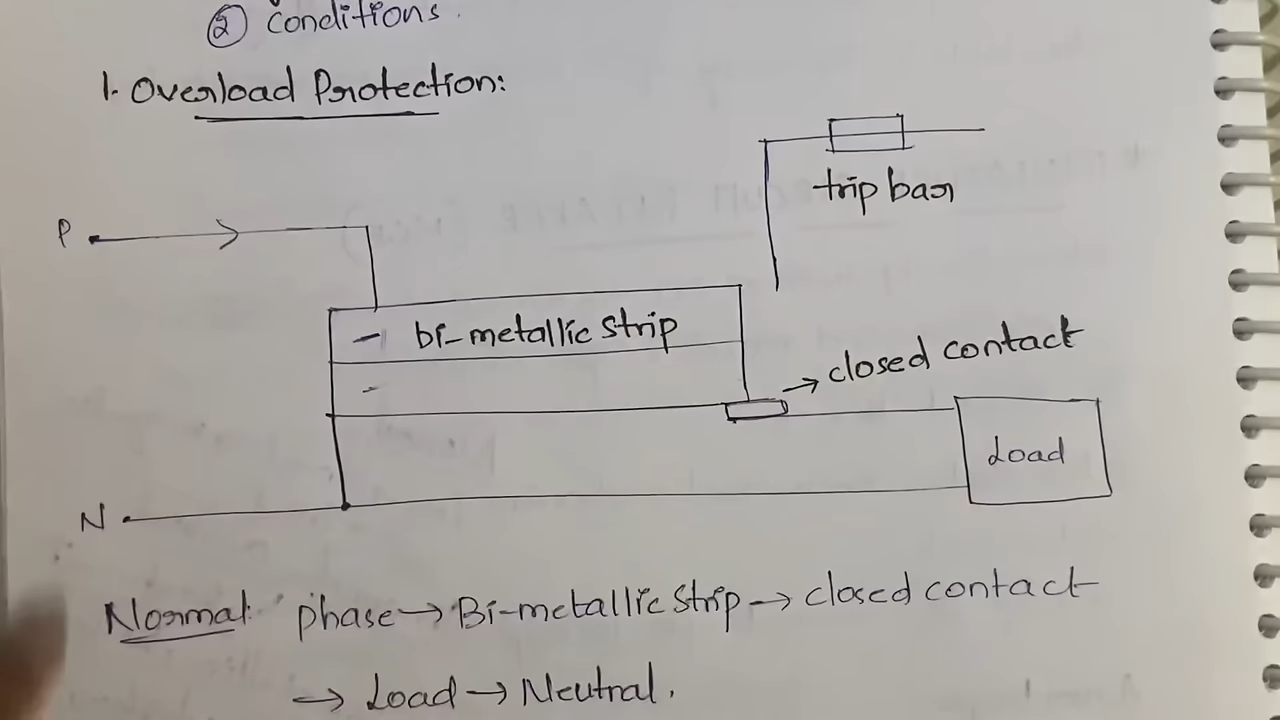 ② Conditions.
1. Overload Protection:
trip bar
P
bi-metallic strip
→ closed contact
Load
N
Normal: phase → Bi-metallic strip → closed contact
→ Load → Neutral.